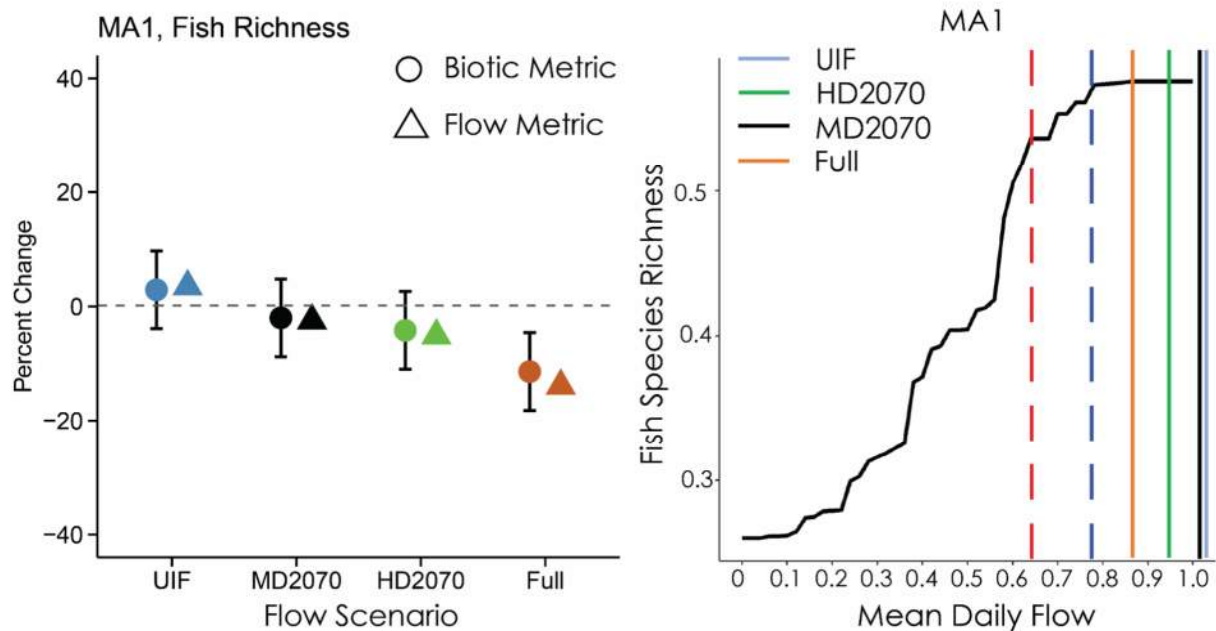 MA1, Fish Richness
Biotic Metric
Flow Metric
Percent Change
40
20
0
−20
−40
UIF MD2070 HD2070 Full
Flow Scenario
MA1
UIF
HD2070
MD2070
Full
Fish Species Richness
0.5
0.4
0.3
0 0.1 0.2 0.3 0.4 0.5 0.6 0.7 0.8 0.9 1.0
Mean Daily Flow